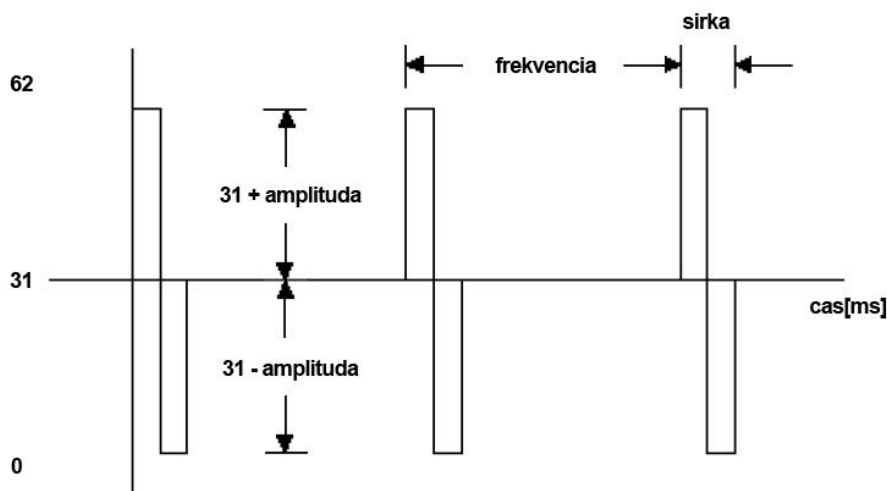 sirka
frekvencia
62
31 + amplituda
31
cas[ms]
31 - amplituda
0